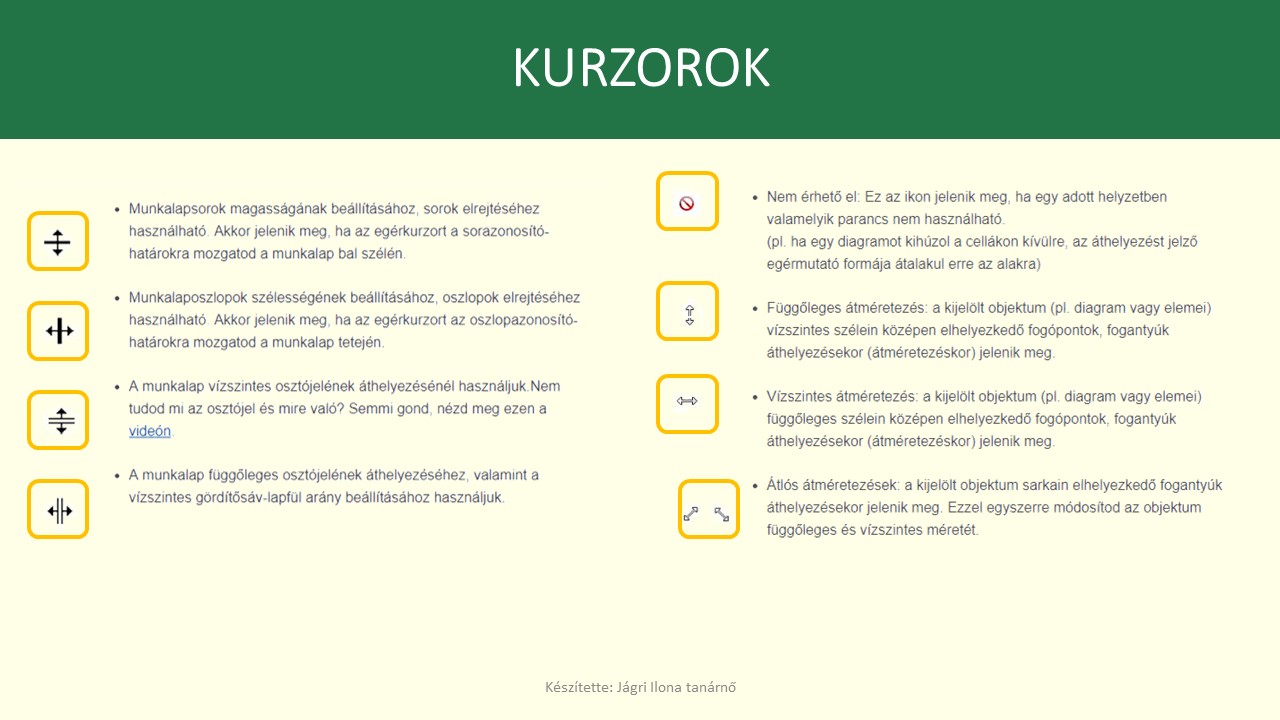 KURZOROK
• Munkalapsorok magasságának beállításához, sorok elrejtéséhez
használható. Akkor jelenik meg, ha az egérkurzort a sorazonosító-
határokra mozgatod a munkalap bal szélén.
• Munkalaposzlopok szélességének beállításához, oszlopok elrejtéséhez
használható. Akkor jelenik meg, ha az egérkurzort az oszlopazonosító-
határokra mozgatod a munkalap tetején.
• A munkalap vízszintes osztójelének áthelyezésénél használjuk.Nem
tudod mi az osztójel és mire való? Semmi gond, nézd meg ezen a
videón.
• A munkalap függőleges osztójelének áthelyezéséhez, valamint a
vízszintes gördítősáv-lapfül arány beállításához használjuk.
• Nem érhető el: Ez az ikon jelenik meg, ha egy adott helyzetben
valamelyik parancs nem használható.
(pl. ha egy diagramot kihúzol a cellákon kívülre, az áthelyezést jelző
egérmutató formája átalakul erre az alakra)
• Függőleges átméretezés: a kijelölt objektum (pl. diagram vagy elemei)
vízszintes szélein középen elhelyezkedő fogópontok, fogantyúk
áthelyezésekor (átméretezéskor) jelenik meg.
• Vízszintes átméretezés: a kijelölt objektum (pl. diagram vagy elemei)
függőleges szélein középen elhelyezkedő fogópontok, fogantyúk
áthelyezésekor (átméretezéskor) jelenik meg.
• Átlós átméretezések: a kijelölt objektum sarkain elhelyezkedő fogantyúk
áthelyezésekor jelenik meg. Ezzel egyszerre módosítod az objektum
függőleges és vízszintes méretét.
Készítette: Jágri Ilona tanárnő